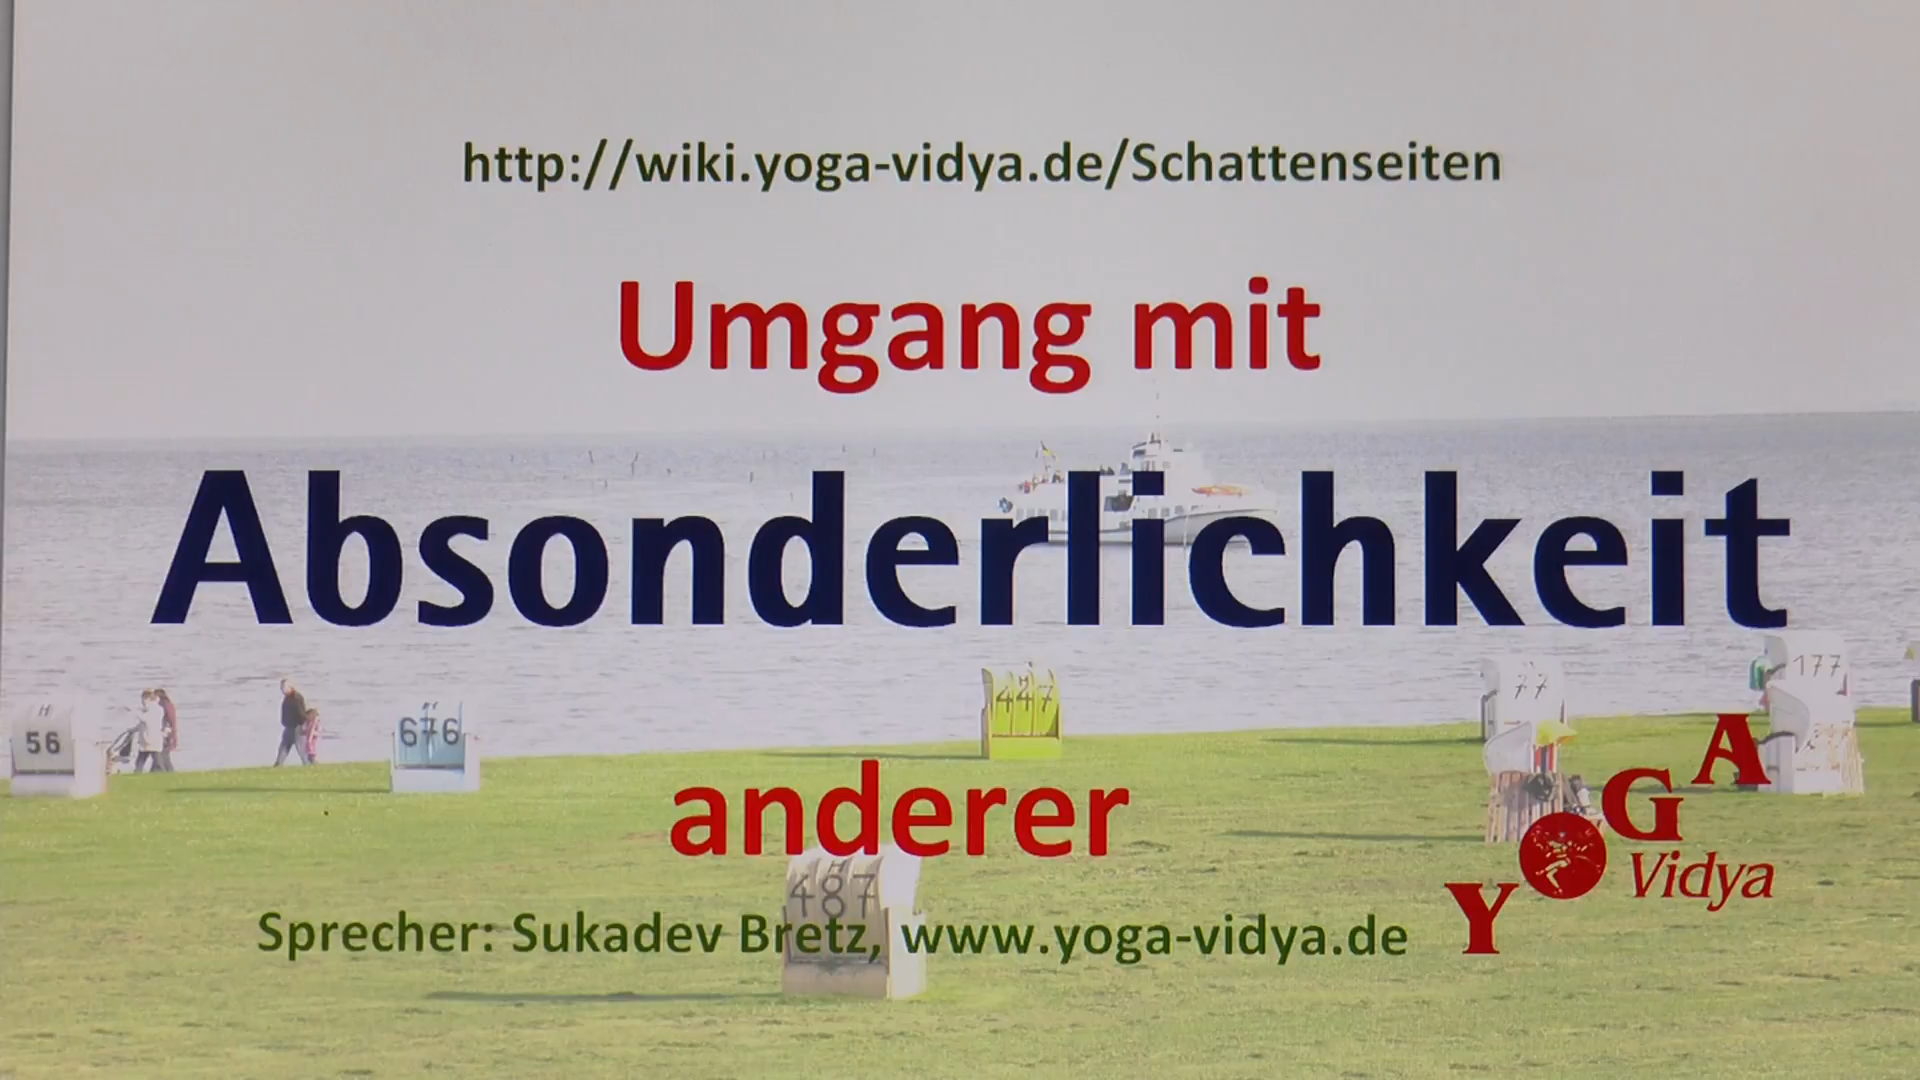 http://wiki.yoga-vidya.de/Schattenseiten
Umgang mit
Absonderlichkeit
56
676
447
77
177
anderer
YOGA
Vidya
487
Sprecher: Sukadev Bretz, www.yoga-vidya.de